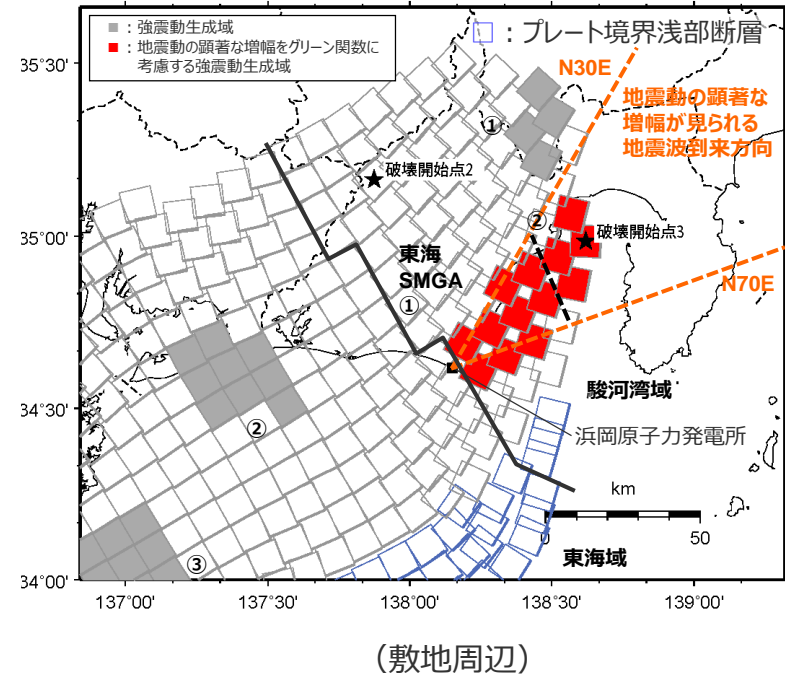 ：強震動生成域
：地震動の顕著な増幅をグリーン関数に
考慮する強震動生成域
：プレート境界浅部断層
35°30'
N30E
地震動の顕著な
増幅が見られる
地震波到来方向
①
破壊開始点2
②
35°00'
破壊開始点3
東海
SMGA
①
N70E
駿河湾域
34°30'
②
浜岡原子力発電所
km
0
50
東海域
③
34°00'
137°00'
137°30'
138°00'
138°30'
139°00'
（敷地周辺）